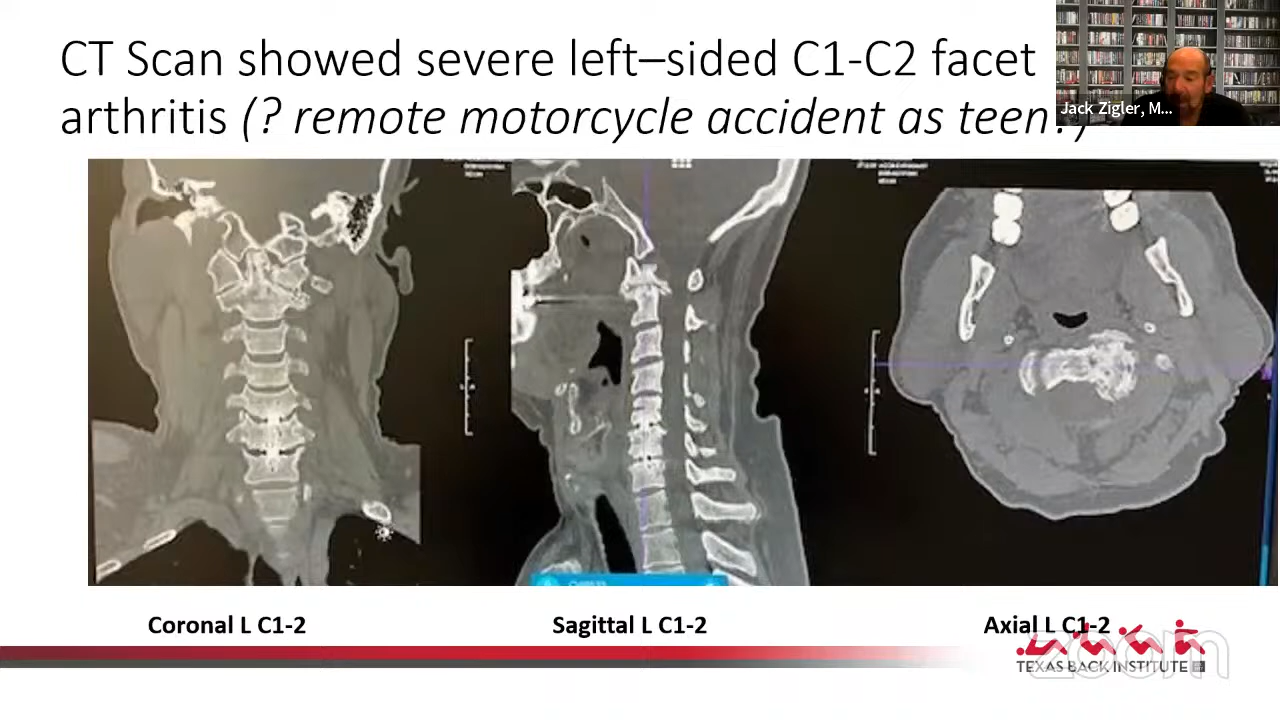 CT Scan showed severe left–sided C1-C2 facet
arthritis (? remote motorcycle accident as teen?)
Jack Zigler, M...
Coronal L C1-2
Sagittal L C1-2
Axial L C1-2
zoom
TEXAS BACK INSTITUTE